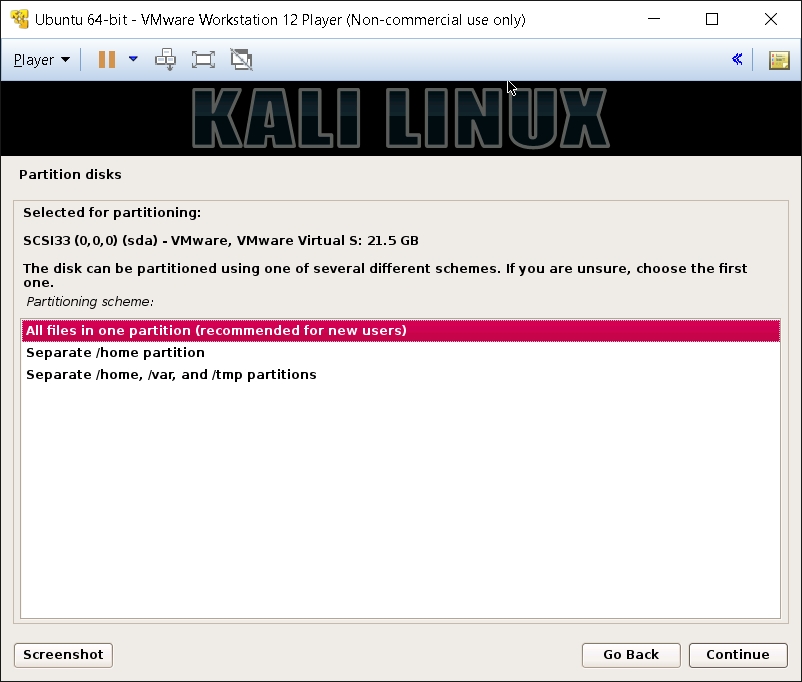 Ubuntu 64-bit - VMware Workstation 12 Player (Non-commercial use only)
Player
KALI LINUX
Partition disks
Selected for partitioning:
SCSI33 (0,0,0) (sda) - VMware, VMware Virtual S: 21.5 GB
The disk can be partitioned using one of several different schemes. If you are unsure, choose the first
one.
Partitioning scheme:
All files in one partition (recommended for new users)
Separate /home partition
Separate /home, /var, and /tmp partitions
Screenshot
Go Back
Continue